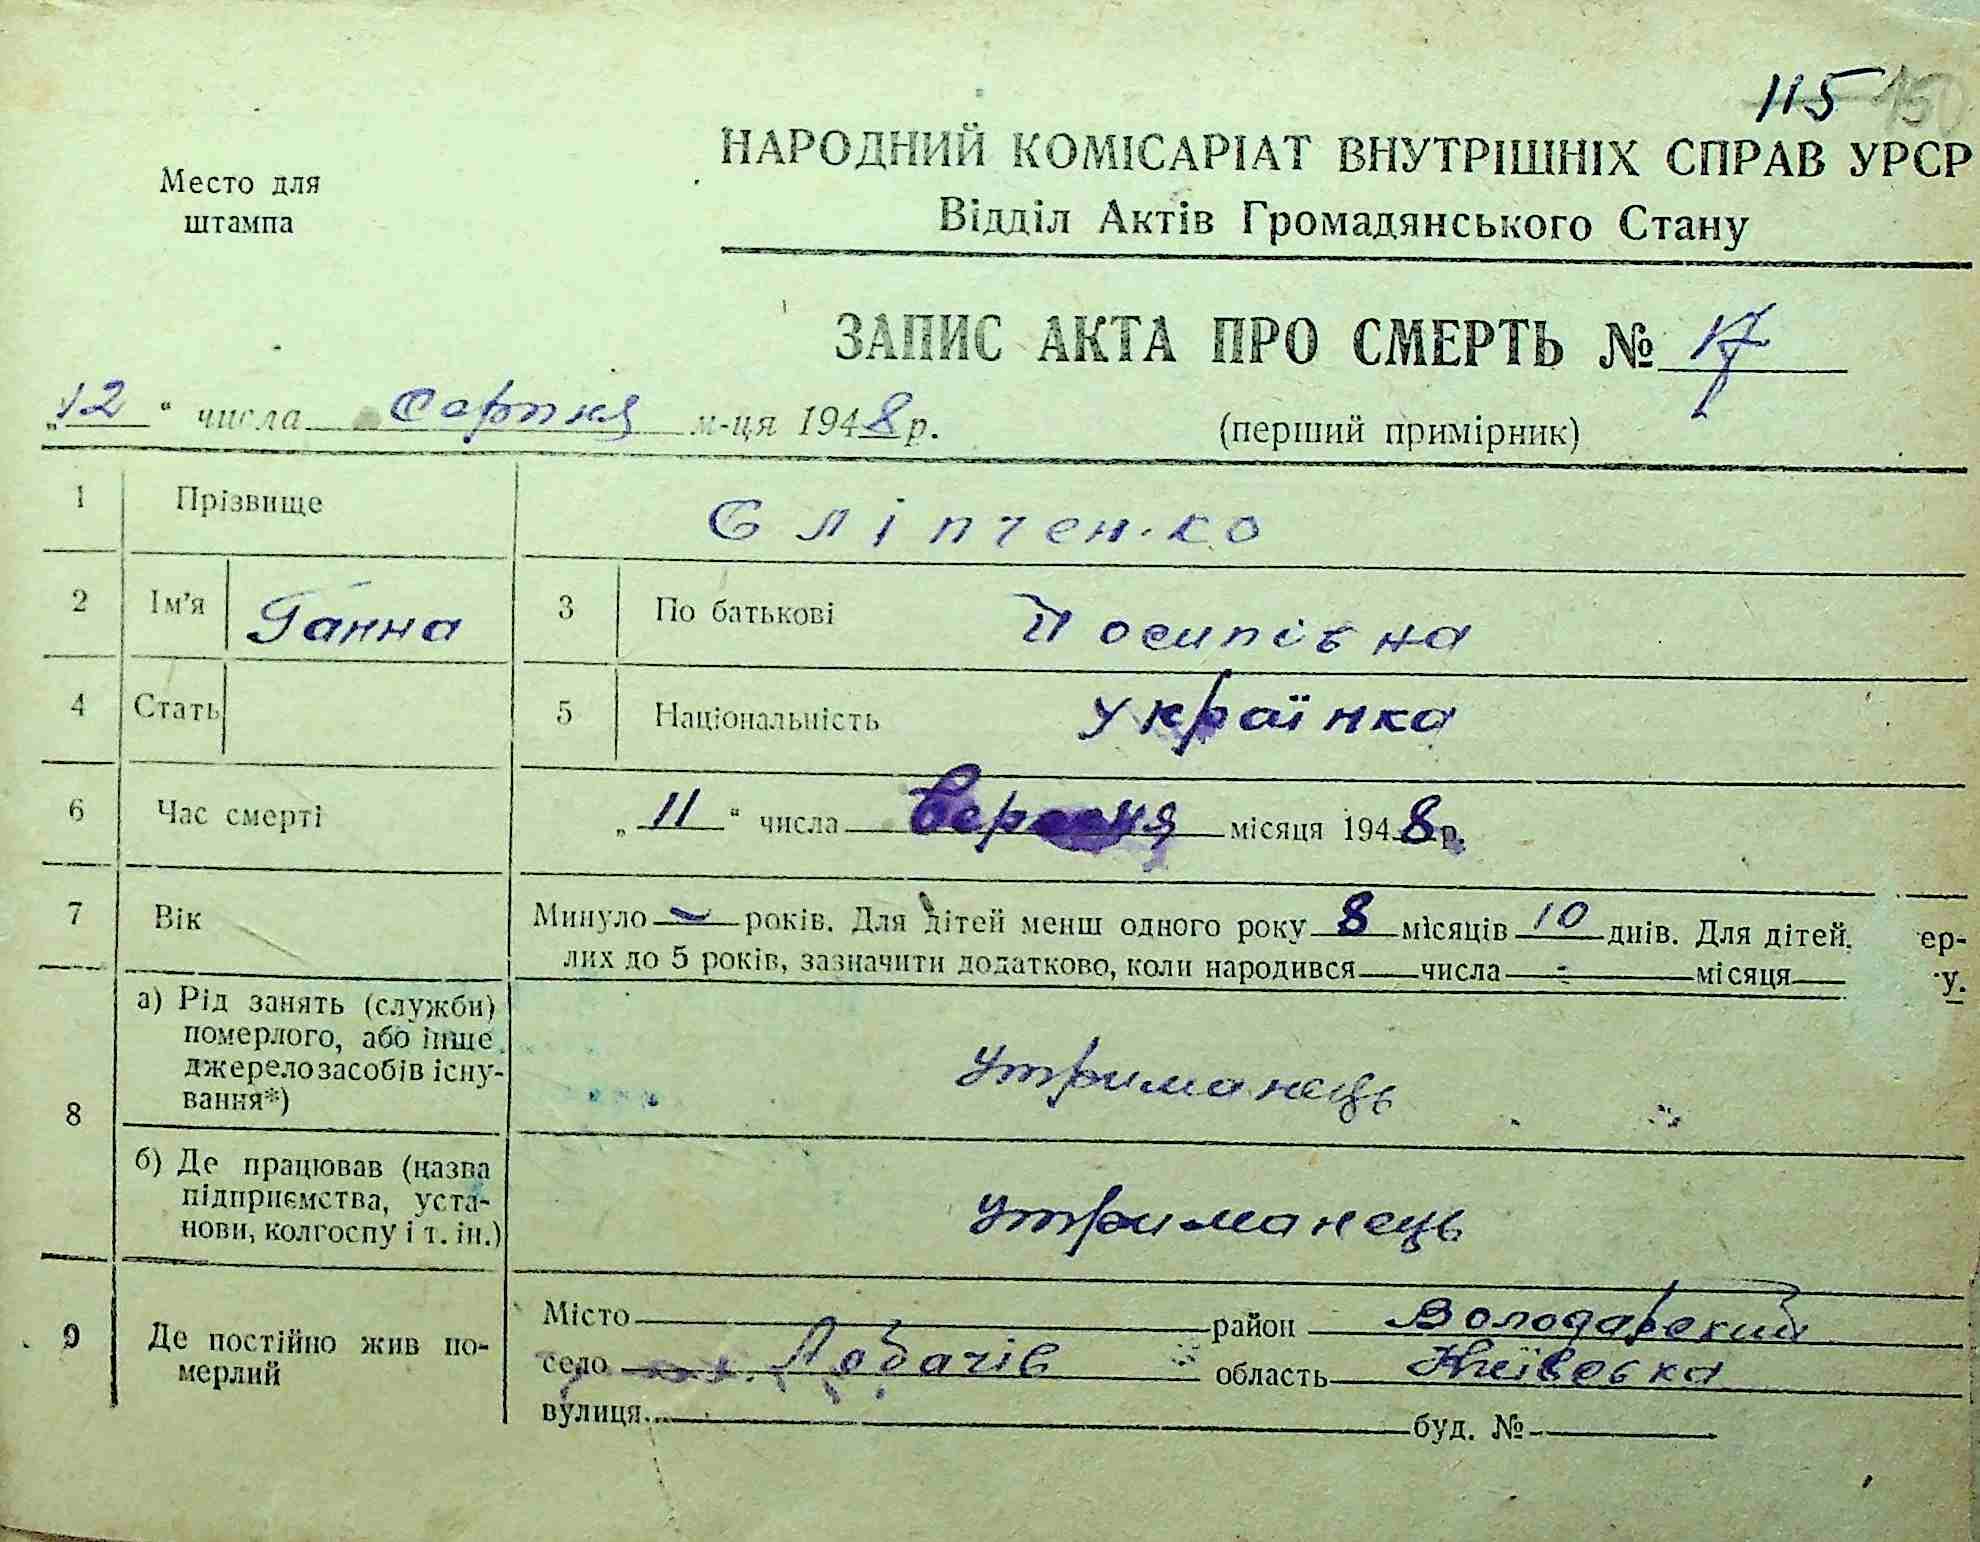 115 150
НАРОДНИЙ КОМІСАРІАТ ВНУТРІШНІХ СПРАВ УРСР
Место для
штампа
Відділ Актів Громадянського Стану
ЗАПИС АКТА ПРО СМЕРТЬ № 17
„12“ числа серпня м-ця 1948 р.
(перший примірник)
1 Прізвище Сліпченко
2 Ім'я Ганна 3 По батькові Йосипівна
4 Стать 5 Національність українка
6 Час смерті „11“ числа вересня місяця 1948 р.
7 Вік Минуло — років. Для дітей менш одного року 8 місяців 10 днів. Для дітей, ер-
лих до 5 років, зазначити додатково, коли народився — числа — місяця — у.
8 а) Рід занять (служби)
померлого, або інше
джерело засобів існу-
вання*) утриманець
б) Де працював (назва
підприємства, уста-
нови, колгоспу і т. ін.) утриманець
9 Де постійно жив по-
мерлий
Місто район Володарский
село Лобачів область Київська
вулиця буд. №